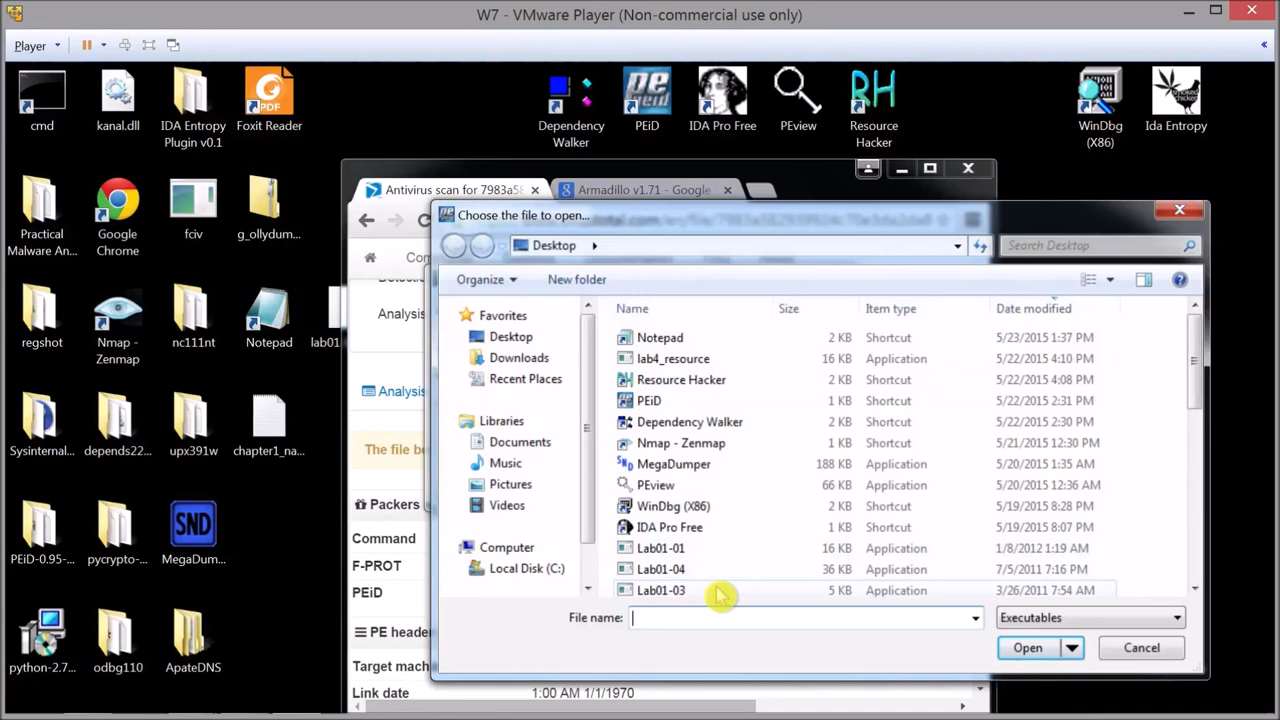 W7 - VMware Player (Non-commercial use only)
Player
cmd
kanal.dll
IDA Entropy
Plugin v0.1
Foxit Reader
PDF
Dependency
Walker
PEiD
IDA Pro Free
PEview
RH
Resource
Hacker
WinDbg
(X86)
smoked
chicken
Ida Entropy
Practical
Malware An...
Google
Chrome
fciv
g_ollydum...
regshot
Nmap -
Zenmap
nc111nt
Notepad
lab01
Sysinternal...
depends22...
upx391w
chapter1_na...
PEiD-0.95-...
pycrypto-...
SND
MegaDum...
python-2.7...
odbg110
ApateDNS
Antivirus scan for 7983a58
Armadillo v1.71 - Google
Com
Analysis
Analysis
The file be
Packers
Command
F-PROT
PEiD
PE header
Target mach
Link date
1:00 AM 1/1/1970
Choose the file to open...
Desktop
Search Desktop
Organize
New folder
Favorites
Desktop
Downloads
Recent Places
Libraries
Documents
Music
Pictures
Videos
Computer
Local Disk (C:)
Name Size Item type Date modified
Notepad 2 KB Shortcut 5/23/2015 1:37 PM
lab4_resource 16 KB Application 5/22/2015 4:10 PM
Resource Hacker 2 KB Shortcut 5/22/2015 4:08 PM
PEiD 1 KB Shortcut 5/22/2015 2:31 PM
Dependency Walker 2 KB Shortcut 5/22/2015 2:30 PM
Nmap - Zenmap 1 KB Shortcut 5/21/2015 12:30 PM
MegaDumper 188 KB Application 5/20/2015 1:35 AM
PEview 66 KB Application 5/20/2015 12:36 AM
WinDbg (X86) 2 KB Shortcut 5/19/2015 8:28 PM
IDA Pro Free 1 KB Shortcut 5/19/2015 8:07 PM
Lab01-01 16 KB Application 1/8/2012 1:19 AM
Lab01-04 36 KB Application 7/5/2011 7:16 PM
Lab01-03 5 KB Application 3/26/2011 7:54 AM
File name:
Executables
Open
Cancel